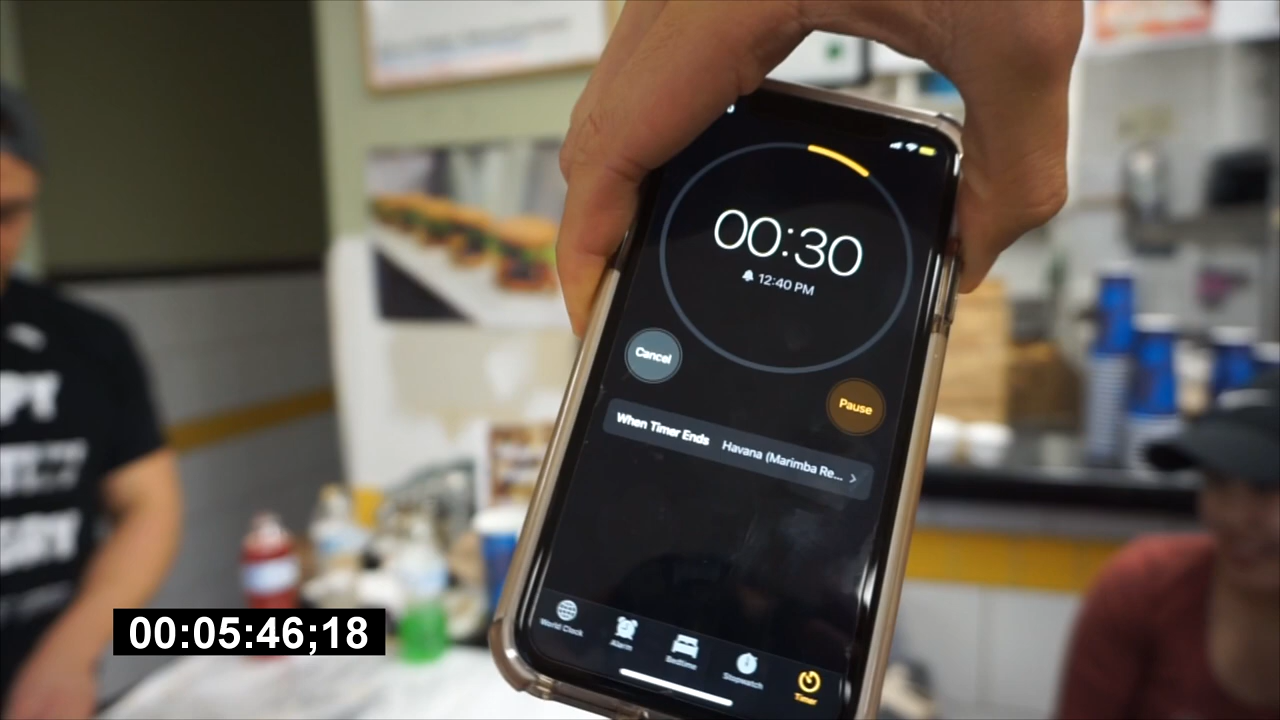 00:30
12:40 PM
Cancel
Pause
When Timer Ends Havana (Marimba Re...
World Clock
Alarm
Bedtime
Stopwatch
Timer
00:05:46;18